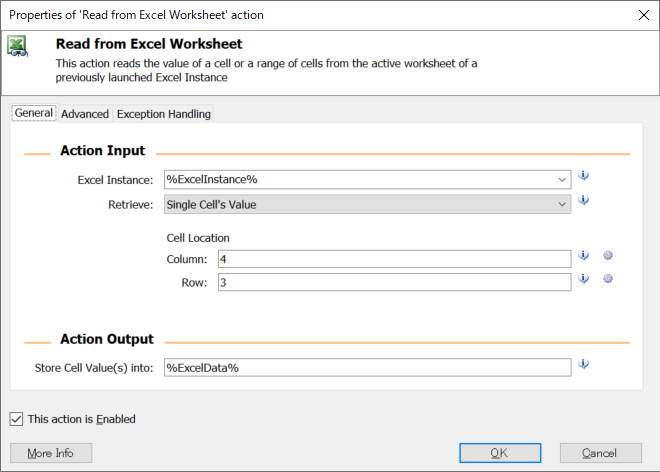 Properties of 'Read from Excel Worksheet' action
Read from Excel Worksheet
This action reads the value of a cell or a range of cells from the active worksheet of a
previously launched Excel Instance
General Advanced Exception Handling
Action Input
Excel Instance: %ExcelInstance%
Retrieve: Single Cell's Value
Cell Location
Column: 4
Row: 3
Action Output
Store Cell Value(s) into: %ExcelData%
This action is Enabled
More Info OK Cancel